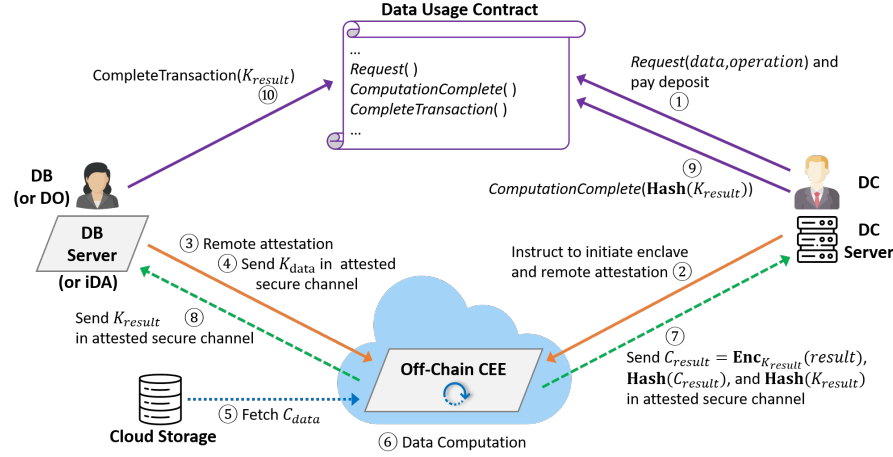 Data Usage Contract
...
Request( )
ComputationComplete( )
CompleteTransaction( )
...
CompleteTransaction(K_result)
⑩
Request(data,operation) and
pay deposit
①
⑨
ComputationComplete(Hash(K_result))
DB
(or DO)
DC
DB
Server
(or iDA)
DC
Server
③ Remote attestation
④ Send K_data in attested
secure channel
Instruct to initiate enclave
and remote attestation ②
Send K_result ⑧
in attested secure channel
⑦
Send C_result = Enc_K_result(result),
Hash(C_result), and Hash(K_result)
in attested secure channel
Off-Chain CEE
⑤ Fetch C_data
Cloud Storage
⑥ Data Computation